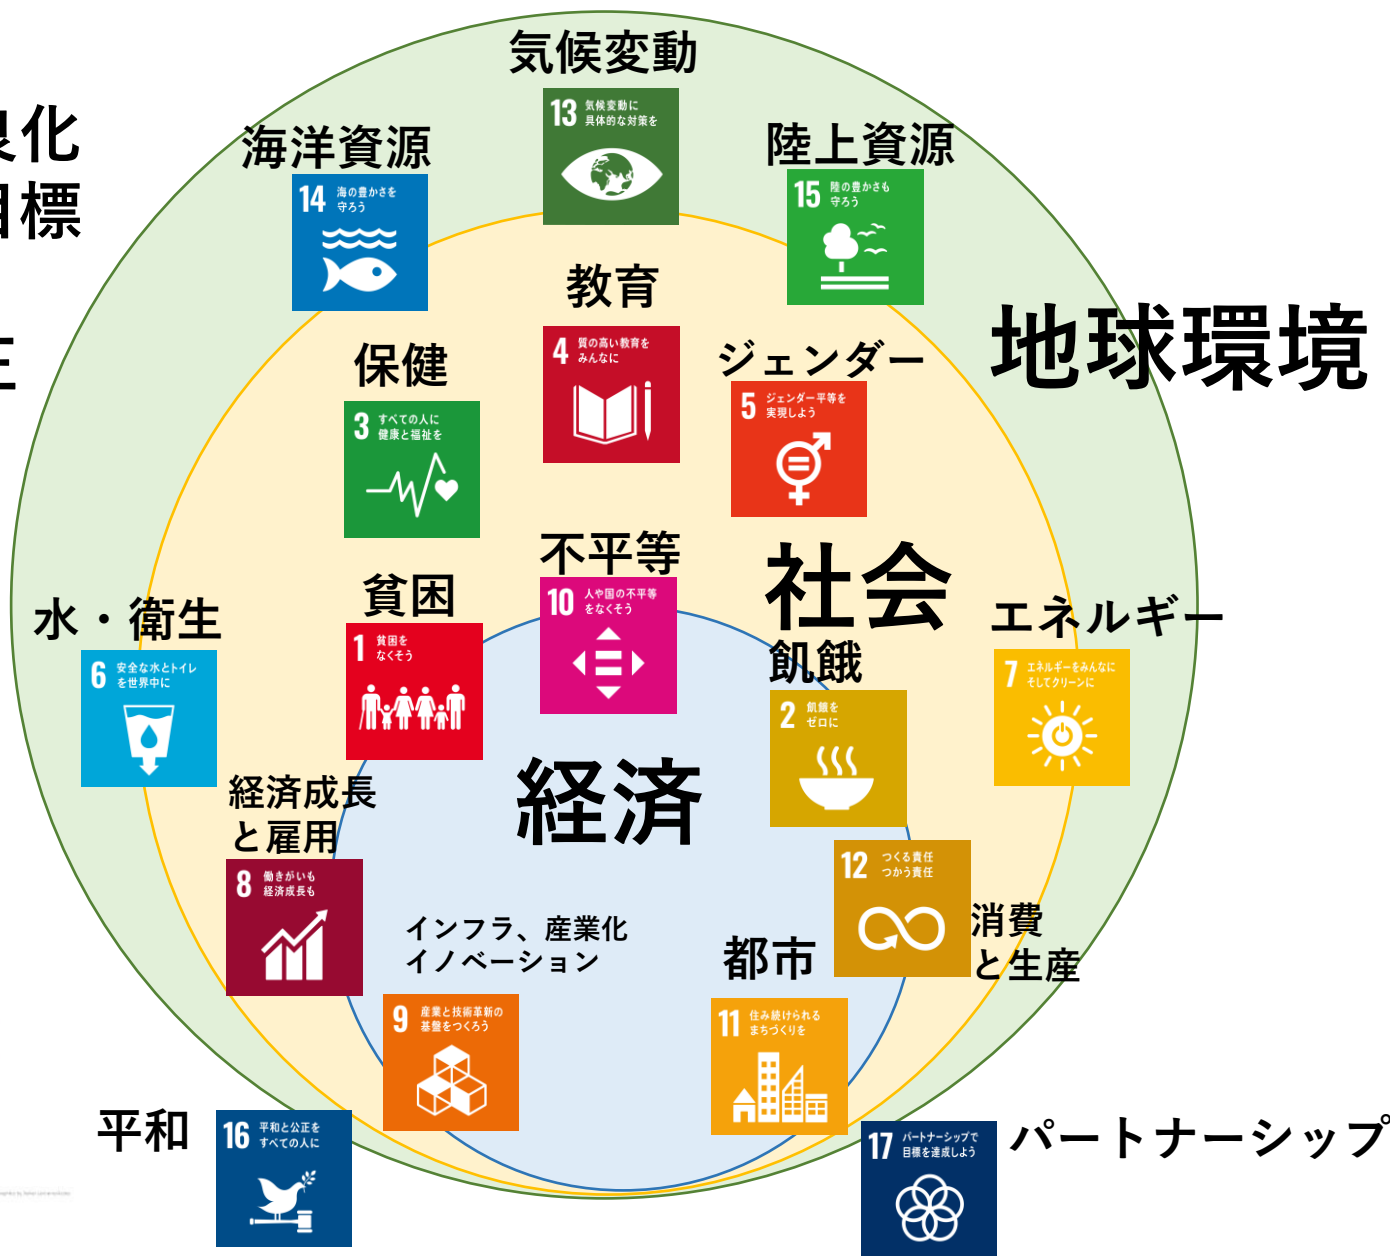 気候変動
13 気候変動に
具体的な対策を
海洋資源
14 海の豊かさを
守ろう
陸上資源
15 陸の豊かさも
守ろう
化
目標
地球環境
教育
4 質の高い教育を
みんなに
保健
3 すべての人に
健康と福祉を
ジェンダー
5 ジェンダー平等を
実現しよう
社会
不平等
10 人や国の不平等
をなくそう
貧困
1 貧困を
なくそう
飢餓
2 飢餓を
ゼロに
水・衛生
6 安全な水とトイレ
を世界中に
エネルギー
7 エネルギーをみんなに
そしてクリーンに
経済
経済成長
と雇用
8 働きがいも
経済成長も
12 つくる責任
つかう責任
消費
と生産
インフラ、産業化
イノベーション
9 産業と技術革新の
基盤をつくろう
都市
11 住み続けられる
まちづくりを
平和
16 平和と公正を
すべての人に
17 パートナーシップで
目標を達成しよう
パートナーシップ